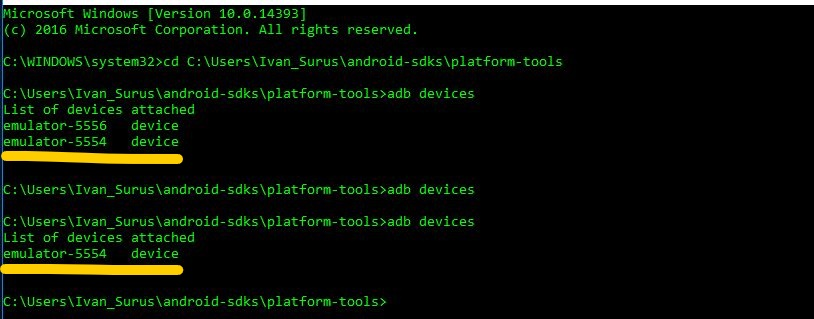 Microsoft Windows [Version 10.0.14393]
(c) 2016 Microsoft Corporation. All rights reserved.
C:\WINDOWS\system32>cd C:\Users\Ivan_Surus\android-sdks\platform-tools
C:\Users\Ivan_Surus\android-sdks\platform-tools>adb devices
List of devices attached
emulator-5556   device
emulator-5554   device
C:\Users\Ivan_Surus\android-sdks\platform-tools>adb devices
C:\Users\Ivan_Surus\android-sdks\platform-tools>adb devices
List of devices attached
emulator-5554   device
C:\Users\Ivan_Surus\android-sdks\platform-tools>